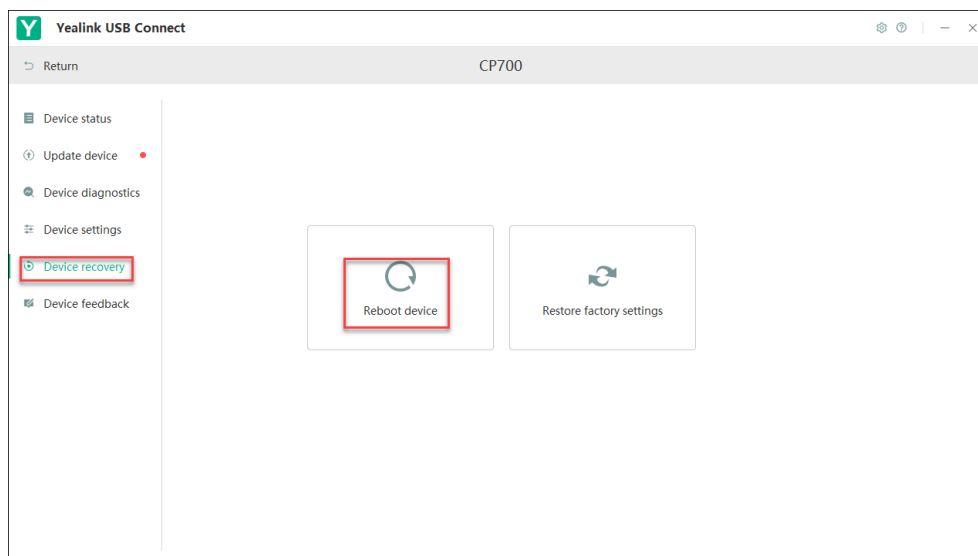 Y Yealink USB Connect
Return
CP700
Device status
Update device
Device diagnostics
Device settings
Device recovery
Device feedback
Reboot device
Restore factory settings